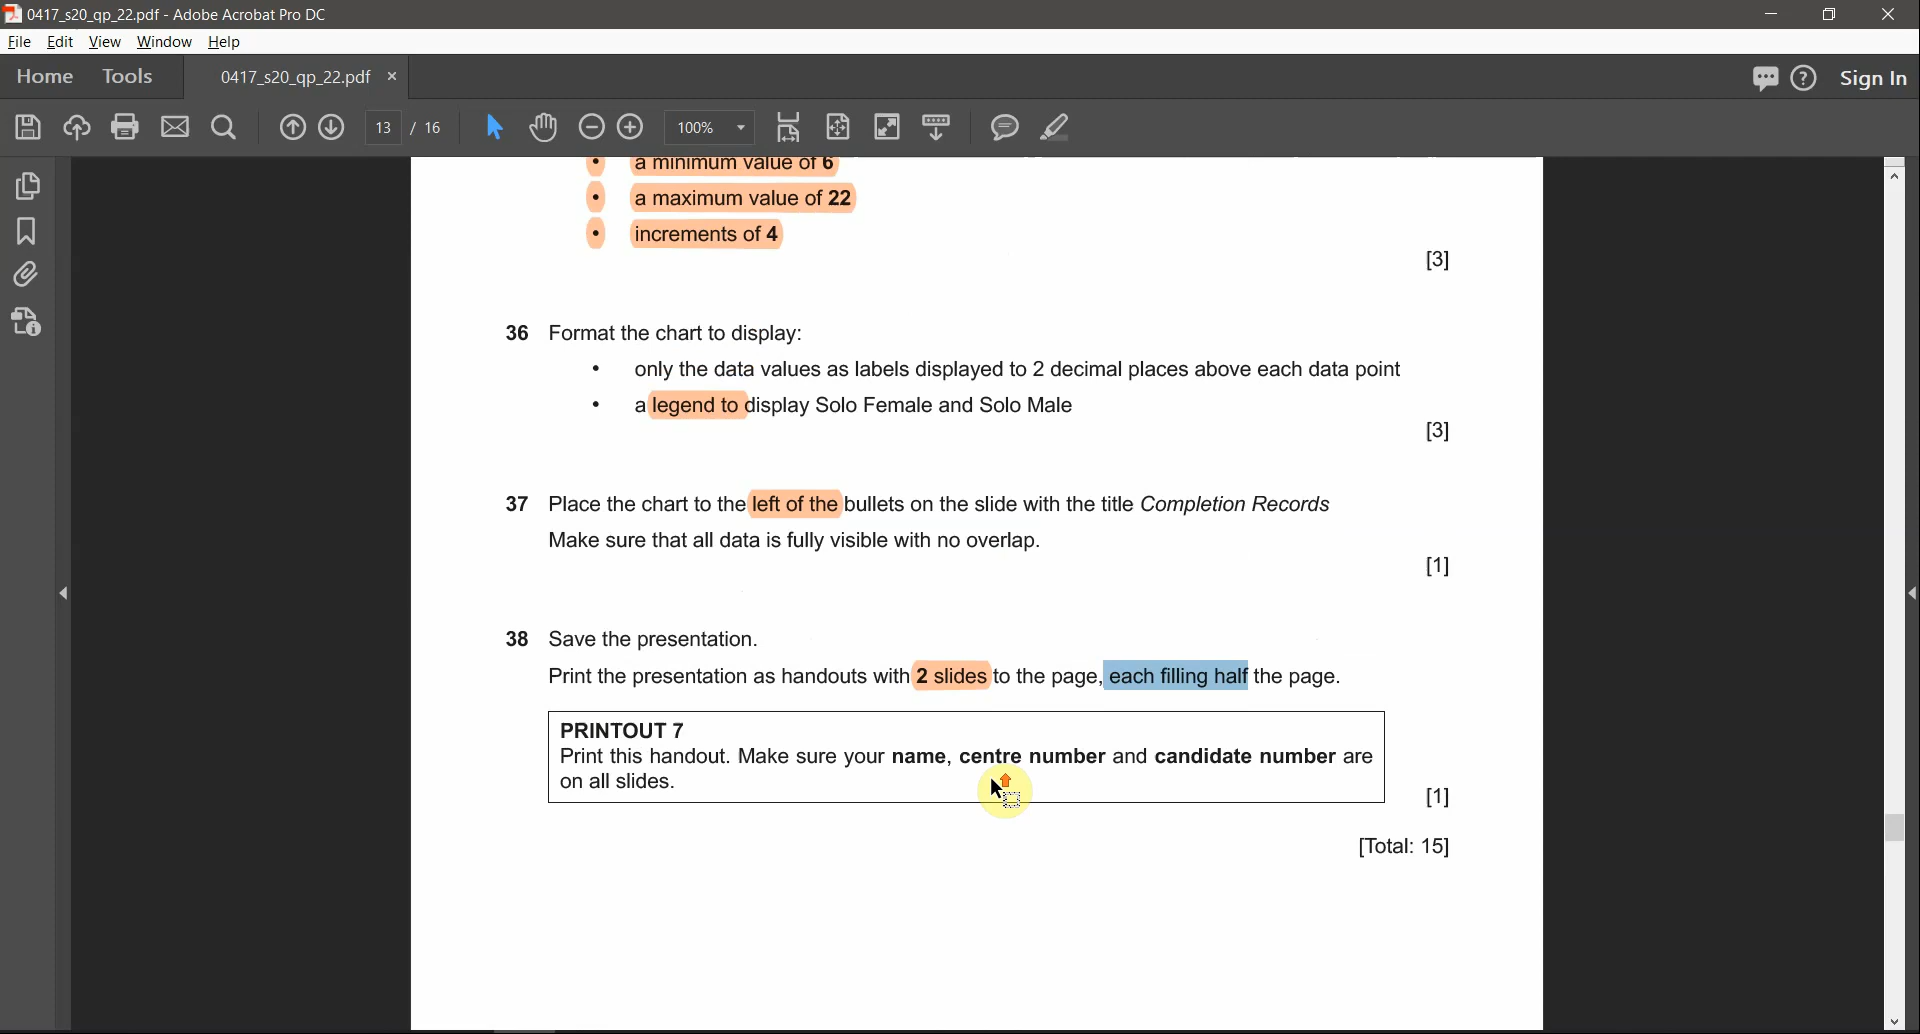 0417_s20_qp_22.pdf - Adobe Acrobat Pro DC
File Edit View Window Help
Home Tools 0417_s20_qp_22.pdf × Sign In
13 / 16 100%
• a minimum value of 6
• a maximum value of 22
• increments of 4
[3]
36 Format the chart to display:
• only the data values as labels displayed to 2 decimal places above each data point
• a legend to display Solo Female and Solo Male
[3]
37 Place the chart to the left of the bullets on the slide with the title Completion Records
Make sure that all data is fully visible with no overlap.
[1]
38 Save the presentation.
Print the presentation as handouts with 2 slides to the page, each filling half the page.
PRINTOUT 7
Print this handout. Make sure your name, centre number and candidate number are
on all slides.
[1]
[Total: 15]